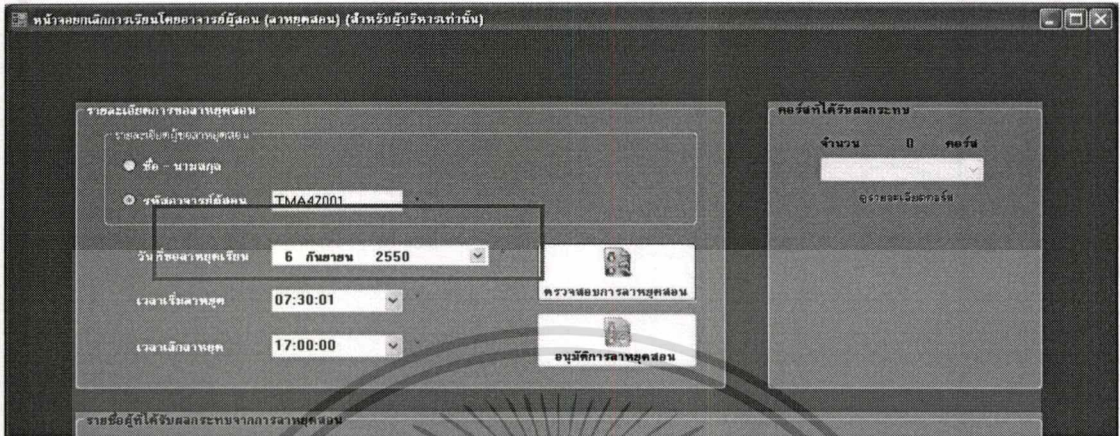 หน้าจอยกเลิกการเรียนโดยอาจารย์ผู้สอน (ลาหยุดสอน) (สำหรับผู้บริหารเท่านั้น)
รายละเอียดการขอลาหยุดสอน
รายละเอียดผู้ขอลาหยุดสอน
ชื่อ - นามสกุล
รหัสอาจารย์ผู้สอน TMA47001 *
วันที่ขอลาหยุดเรียน 6 กันยายน 2550 *
เวลาเริ่มลาหยุด 07:30:01 *
เวลาเลิกลาหยุด 17:00:00 *
ตรวจสอบการลาหยุดสอน
อนุมัติการลาหยุดสอน
คอร์สที่ได้รับผลกระทบ
จำนวน 0 คอร์ส
ดูรายละเอียดคอร์ส
รายชื่อผู้ที่ได้รับผลกระทบจากการลาหยุดสอน